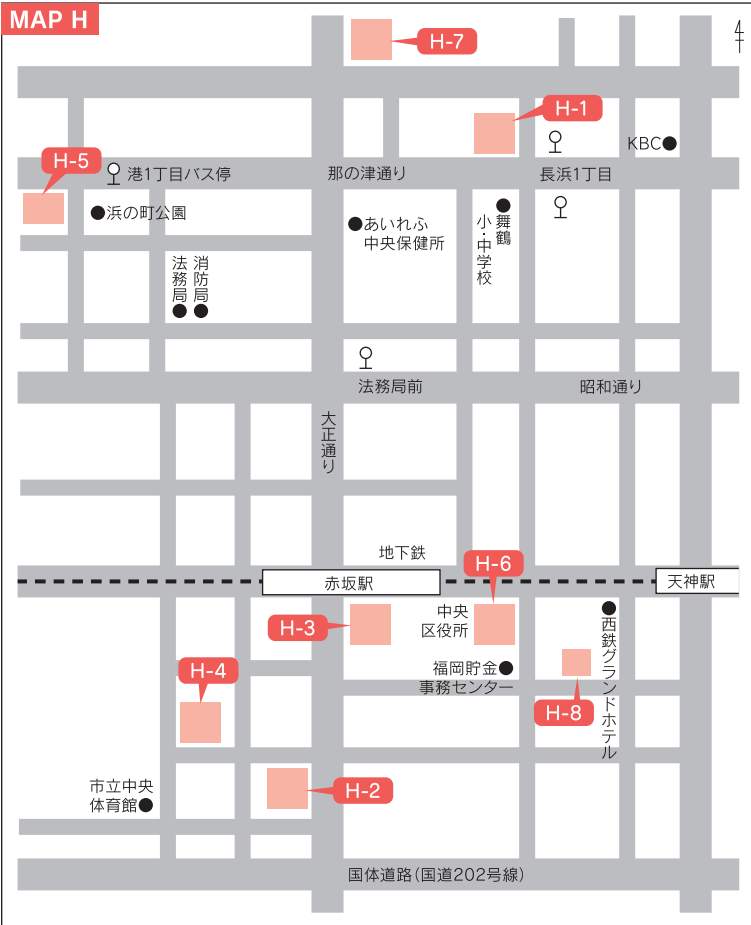 MAP H
H-7
H-1
KBC
H-5
港1丁目バス停
那の津通り
長浜1丁目
浜の町公園
あいれふ
中央保健所
舞鶴
小・中学校
消防局
法務局
法務局前
昭和通り
大正通り
地下鉄
赤坂駅
天神駅
H-6
H-3
中央
区役所
西鉄グランドホテル
H-4
福岡貯金
事務センター
H-8
市立中央
体育館
H-2
国体道路(国道202号線)